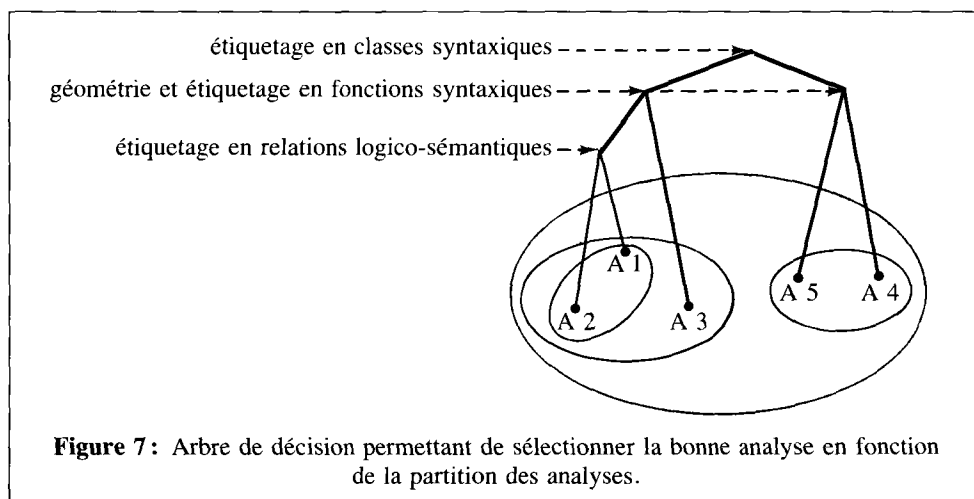 étiquetage en classes syntaxiques
géométrie et étiquetage en fonctions syntaxiques
étiquetage en relations logico-sémantiques
A 1
A 2
A 3
A 5
A 4
Figure 7: Arbre de décision permettant de sélectionner la bonne analyse en fonction
de la partition des analyses.